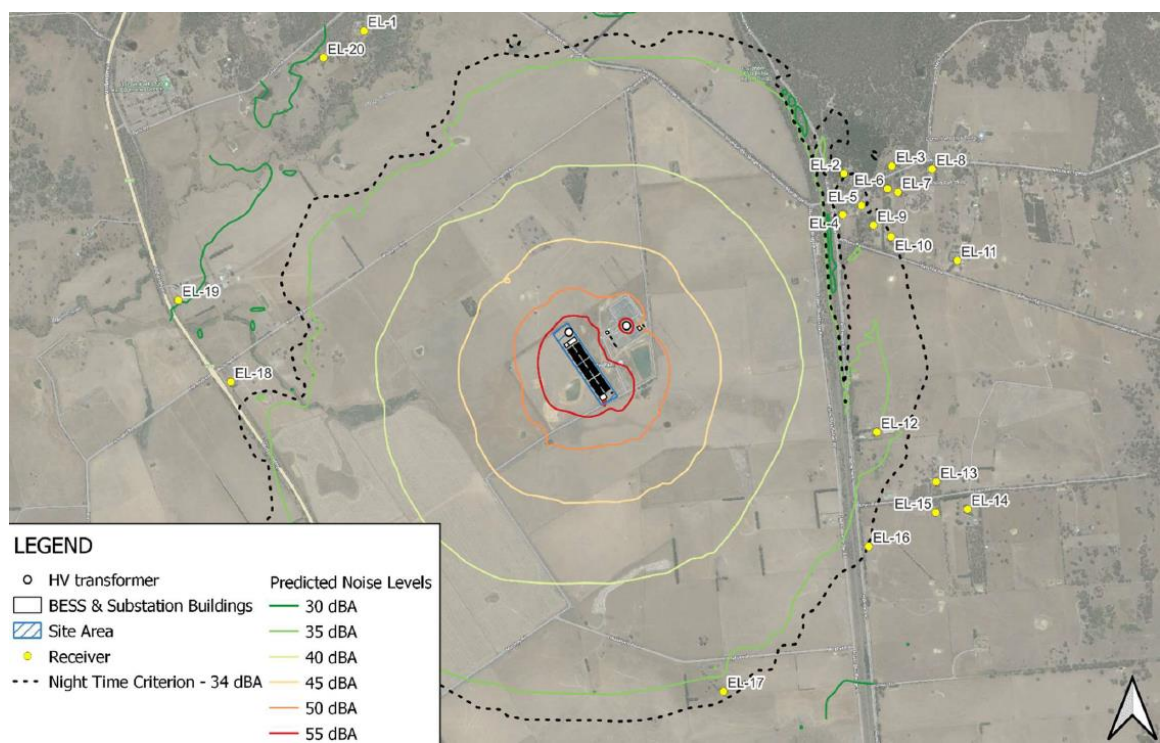 EL-1
EL-20
EL-3
EL-8
EL-2
EL-6
EL-7
EL-5
EL-4
EL-9
EL-10
EL-11
EL-19
EL-18
EL-12
EL-13
EL-15
EL-14
EL-16
EL-17
LEGEND
HV transformer
BESS & Substation Buildings
Site Area
Receiver
Night Time Criterion - 34 dBA
Predicted Noise Levels
30 dBA
35 dBA
40 dBA
45 dBA
50 dBA
55 dBA